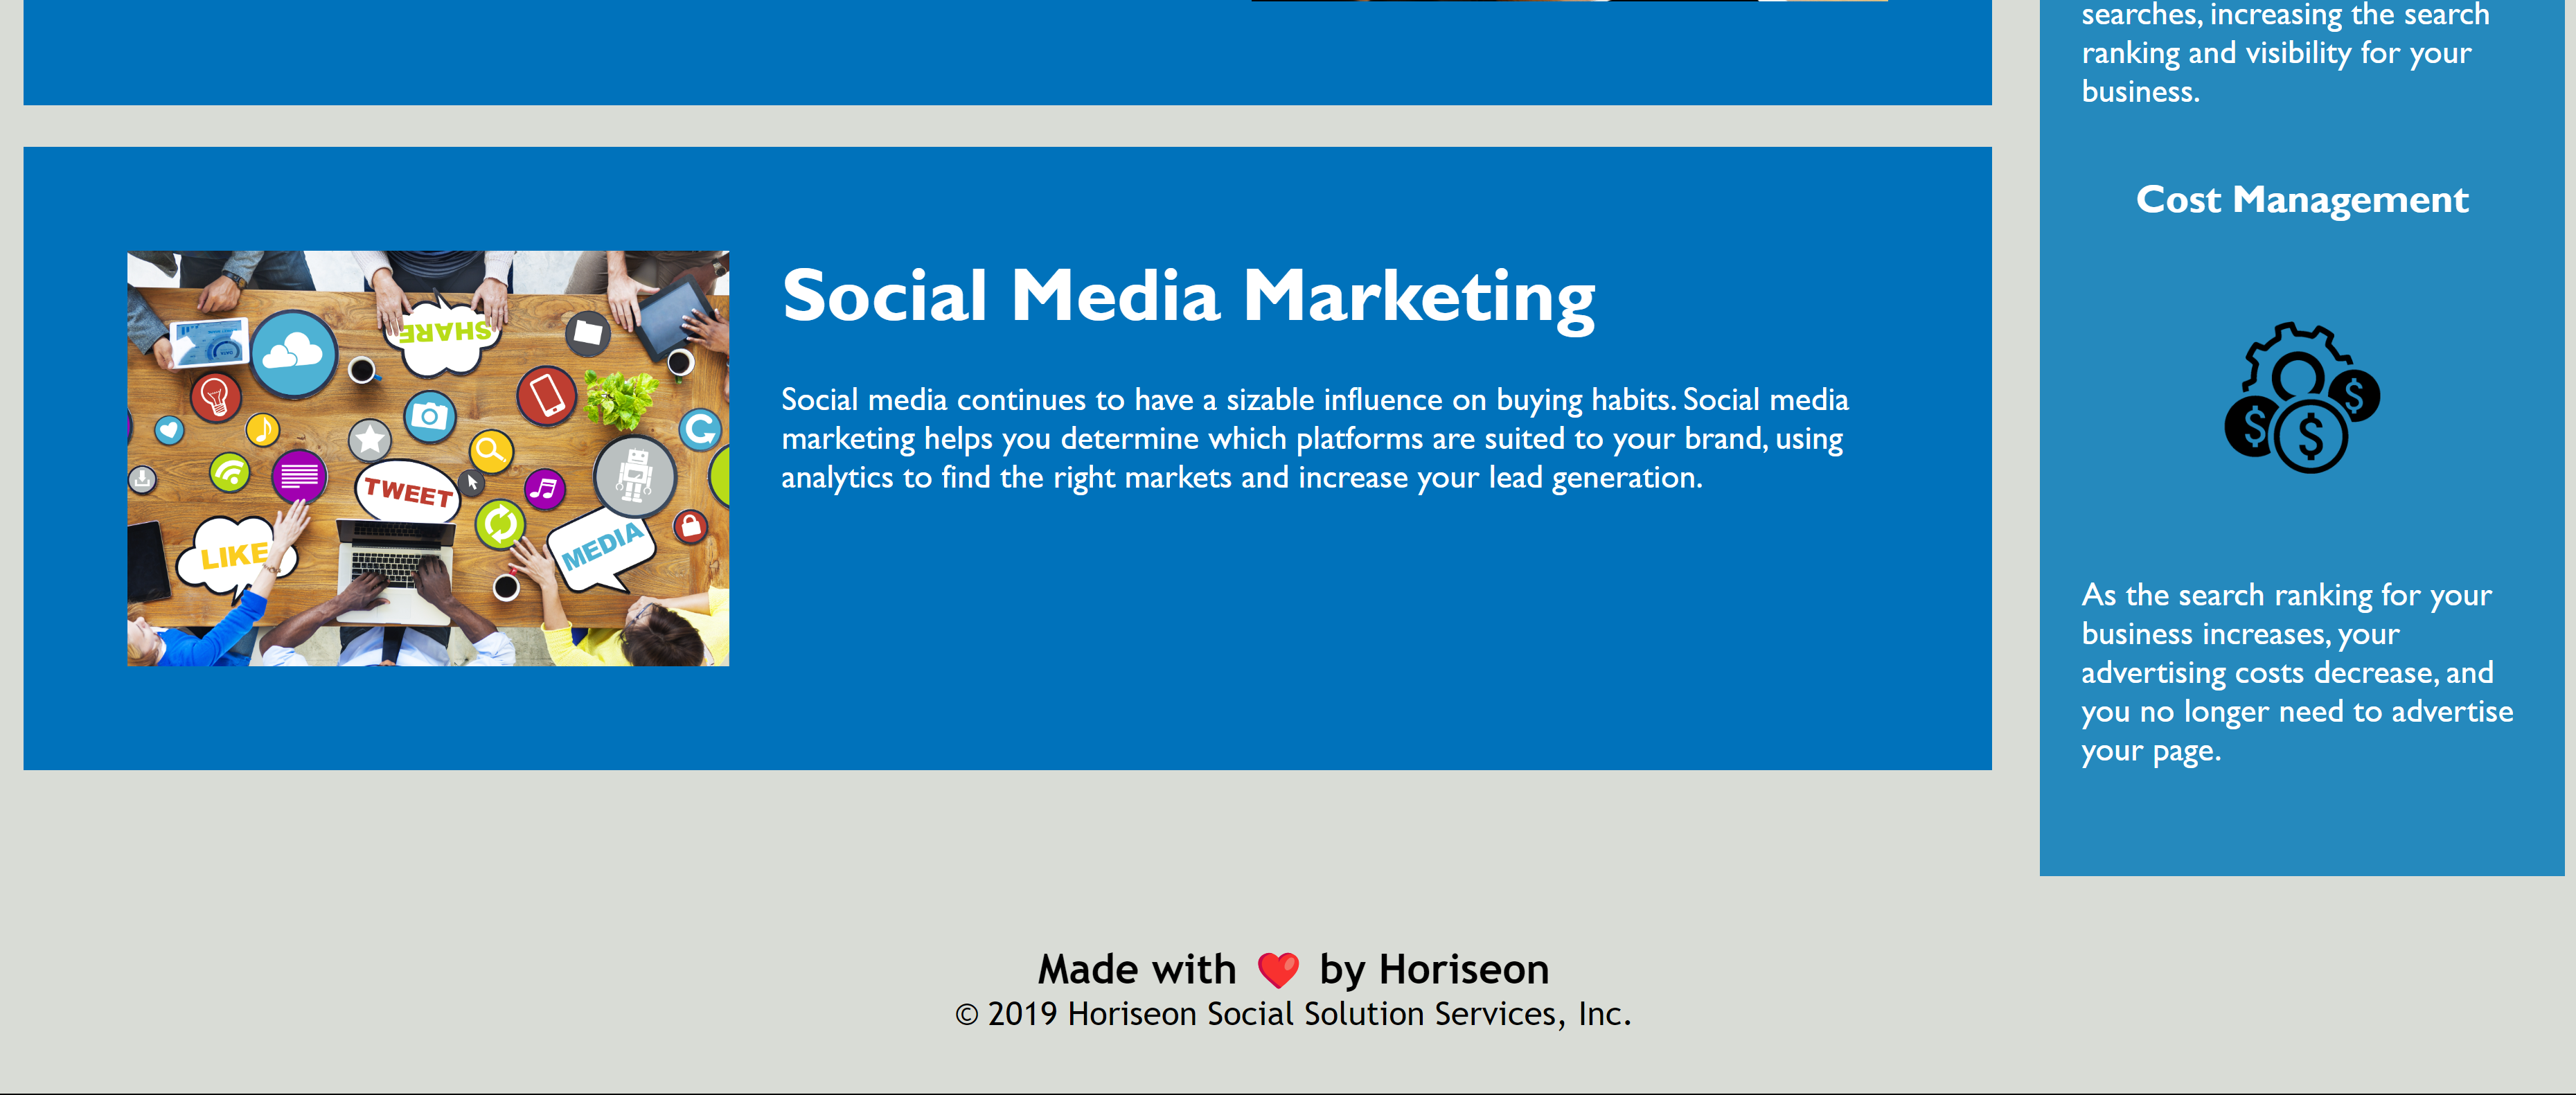 Social Media Marketing
Social media continues to have a sizable influence on buying habits. Social media
marketing helps you determine which platforms are suited to your brand, using
analytics to find the right markets and increase your lead generation.
SHARE
TWEET
LIKE
MEDIA
searches, increasing the search
ranking and visibility for your
business.
Cost Management
$
$
$
As the search ranking for your
business increases, your
advertising costs decrease, and
you no longer need to advertise
your page.
Made with ❤️ by Horiseon
© 2019 Horiseon Social Solution Services, Inc.